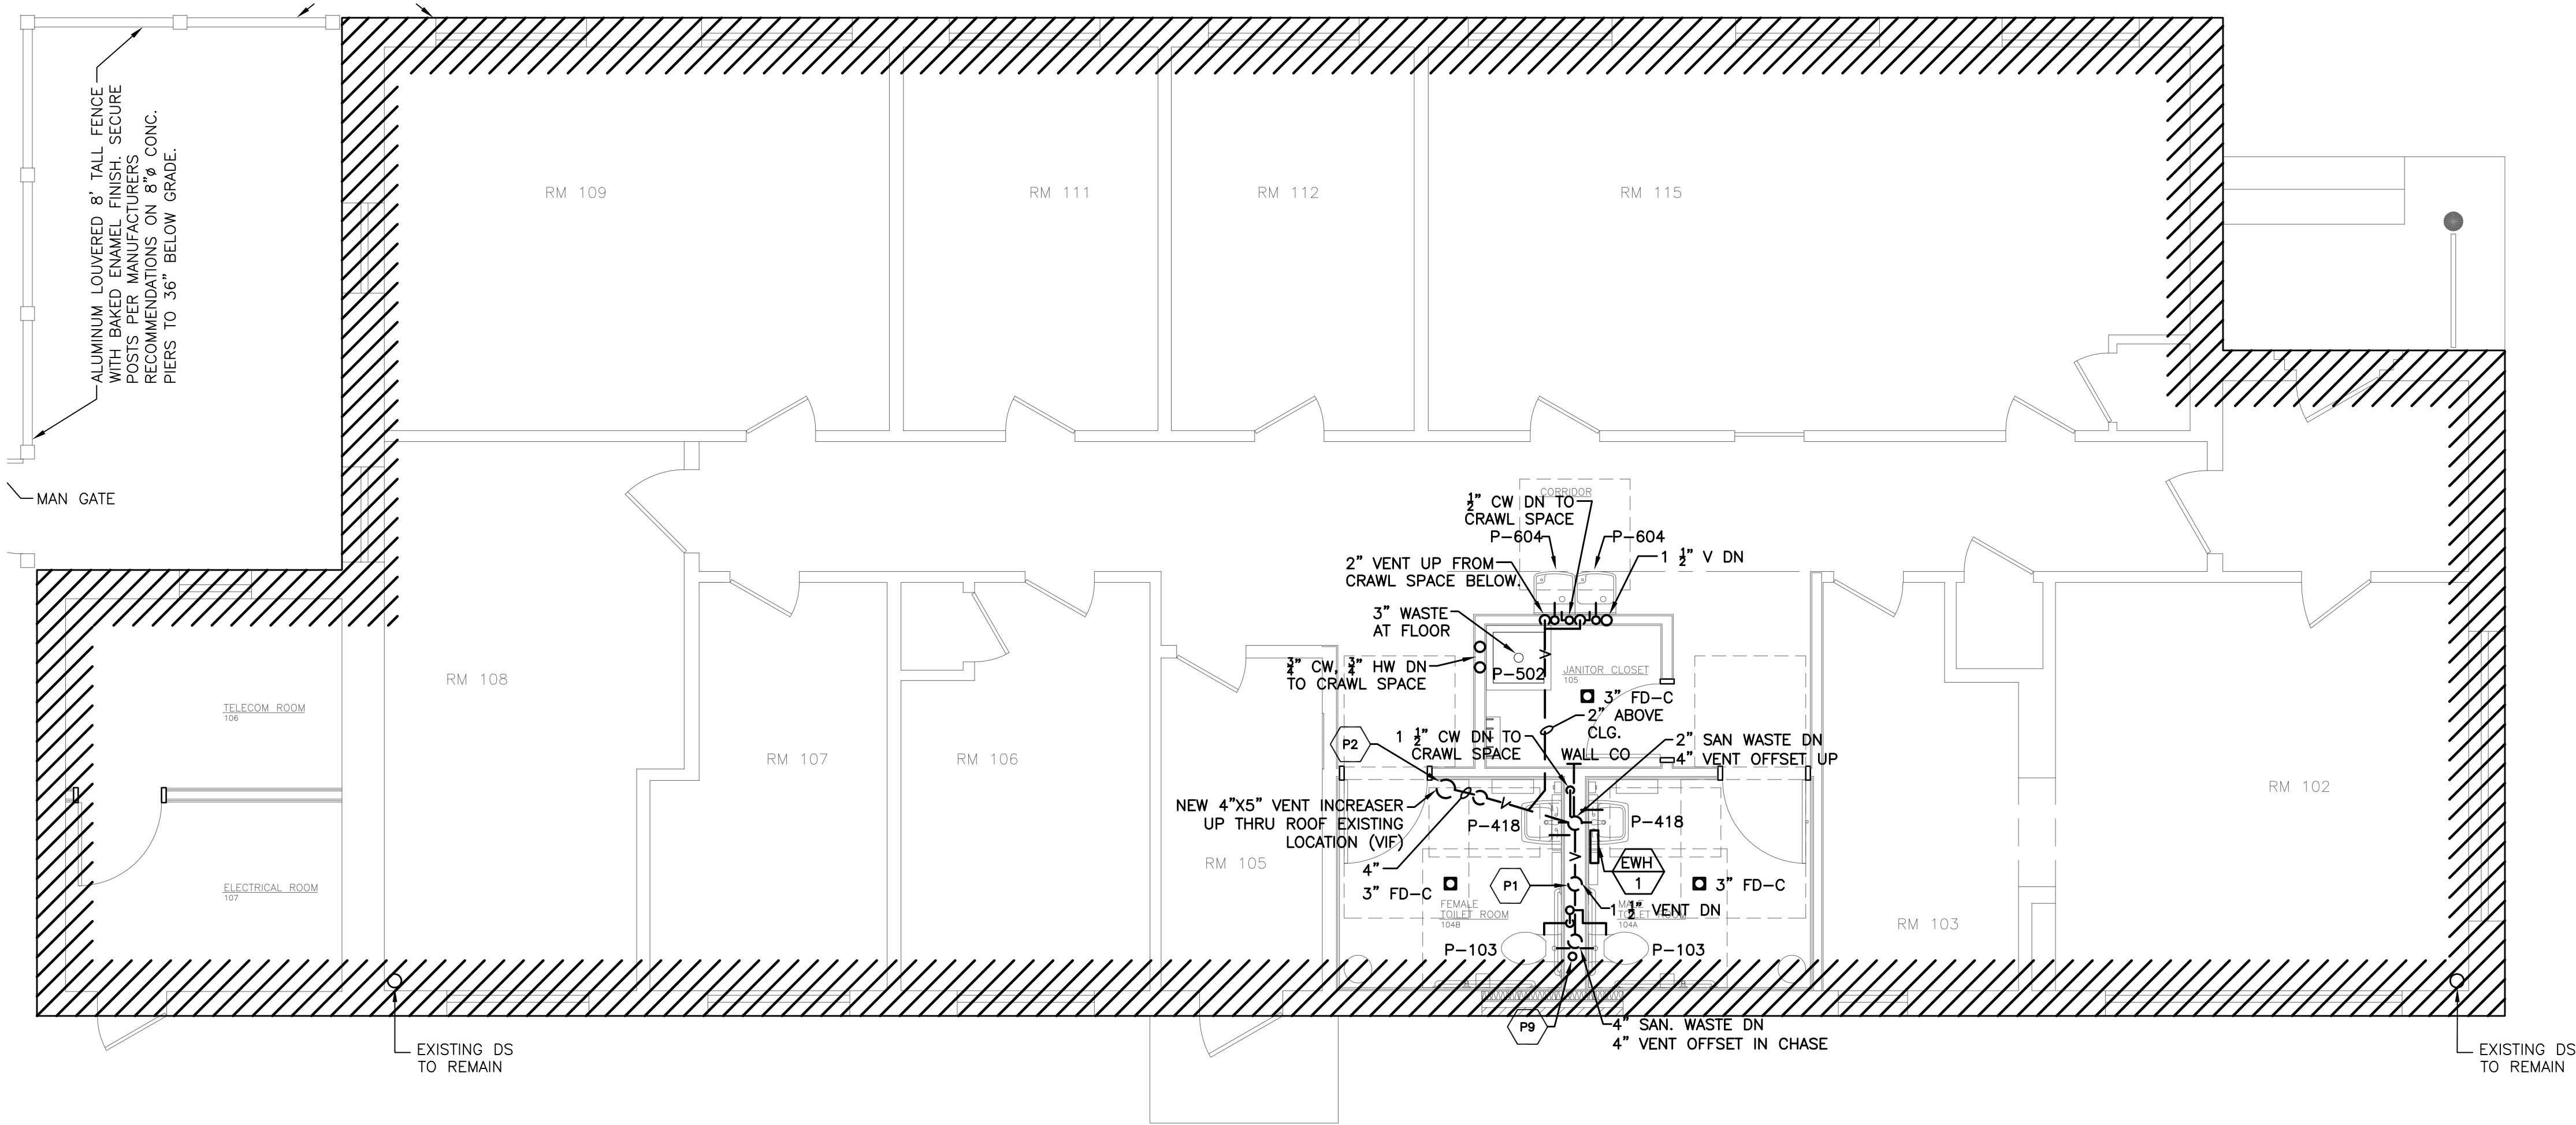 ALUMINUM LOUVERED 8' TALL FENCE
WITH BAKED ENAMEL FINISH. SECURE
POSTS PER MANUFACTURERS
RECOMMENDATIONS ON 8"ø CONC.
PIERS TO 36" BELOW GRADE.
MAN GATE
RM 109
RM 111
RM 112
RM 115
CORRIDOR
½" CW DN TO
CRAWL SPACE
P-604
P-604
2" VENT UP FROM
CRAWL SPACE BELOW.
1 ½" V DN
3" WASTE
AT FLOOR
¾" CW, ¾" HW DN
TO CRAWL SPACE
P-502
JANITOR CLOSET
105
3" FD-C
2" ABOVE
CLG.
RM 108
TELECOM ROOM
106
RM 107
RM 106
P2
1 ½" CW DN TO
CRAWL SPACE
WALL CO
2" SAN WASTE DN
4" VENT OFFSET UP
RM 102
NEW 4"X5" VENT INCREASER
UP THRU ROOF EXISTING
LOCATION (VIF)
P-418
P-418
RM 105
4"
3" FD-C
P1
EWH
1
3" FD-C
ELECTRICAL ROOM
107
FEMALE
TOILET ROOM
104B
1 ½" VENT DN
MALE
TOILET ROOM
104A
RM 103
P-103
P-103
P9
4" SAN. WASTE DN
4" VENT OFFSET IN CHASE
EXISTING DS
TO REMAIN
EXISTING DS
TO REMAIN